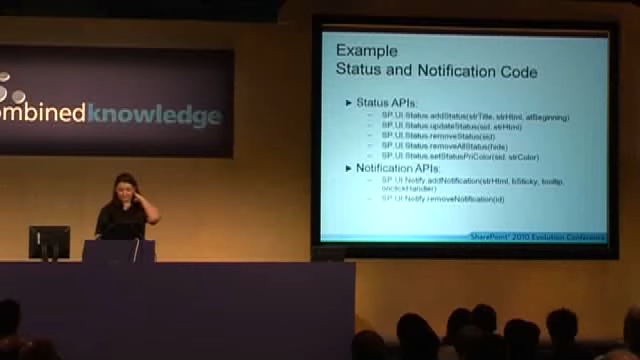 ombinedknowledge
Example
Status and Notification Code
► Status APIs:
– SP.UI.Status.addStatus(strTitle, strHtml, atBeginning)
– SP.UI.Status.updateStatus(sid, strHtml)
– SP.UI.Status.removeStatus(sid)
– SP.UI.Status.removeAllStatus(hide)
– SP.UI.Status.setStatusPriColor(sid, strColor)
► Notification APIs:
– SP.UI.Notify.addNotification(strHtml, bSticky, tooltip,
onclickHandler)
– SP.UI.Notify.removeNotification(id)
SharePoint® 2010 Evolution Conference